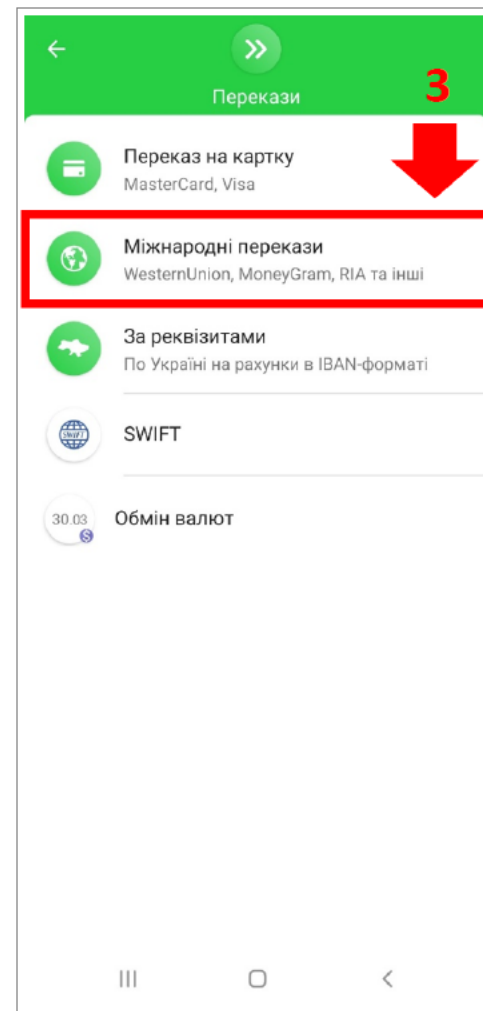 Перекази
3
Переказ на картку
MasterCard, Visa
Міжнародні перекази
WesternUnion, MoneyGram, RIA та інші
За реквізитами
По Україні на рахунки в IBAN-форматі
SWIFT
SWIFT
30.03
$
Обмін валют